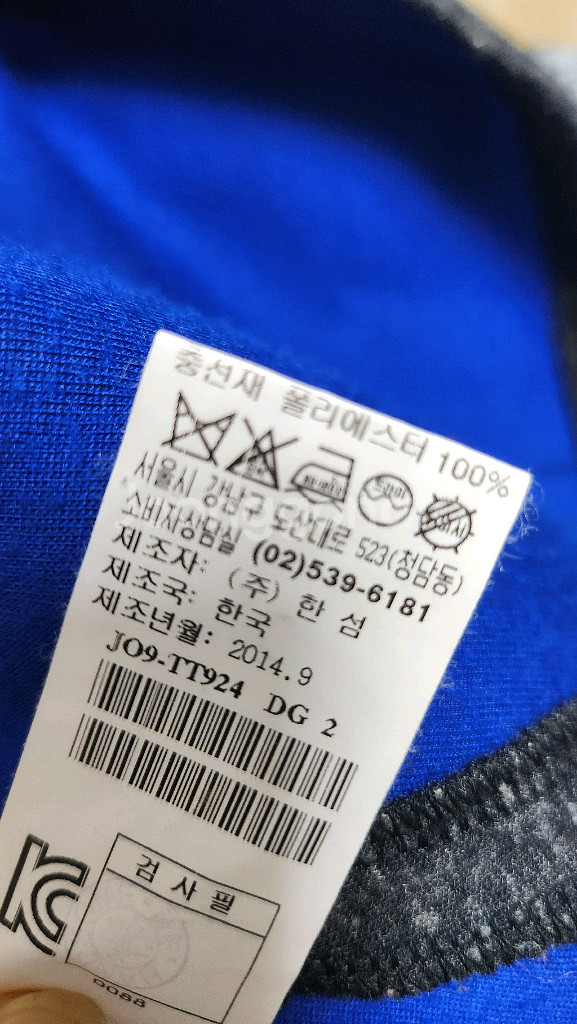 충선재 폴리에스터 100%
서울시 강남구 도산대로 523(청담동)
소비자상담실 (02)539-6181
제조자: (주) 한 섬
제조국: 한국
제조년월: 2014.9
JO9-TT924 DG 2
검 사 필
0088